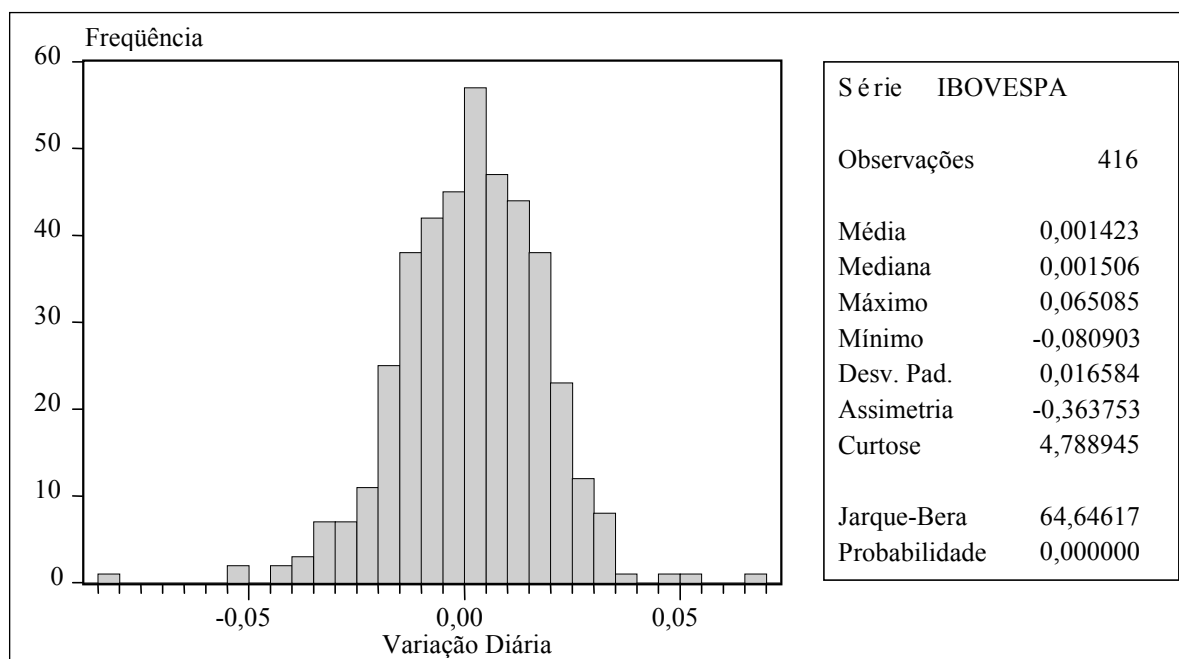 Freqüência
60
50
40
30
20
10
0
-0,05 0,00 0,05
Variação Diária
Série IBOVESPA
Observações 416
Média 0,001423
Mediana 0,001506
Máximo 0,065085
Mínimo -0,080903
Desv. Pad. 0,016584
Assimetria -0,363753
Curtose 4,788945
Jarque-Bera 64,64617
Probabilidade 0,000000